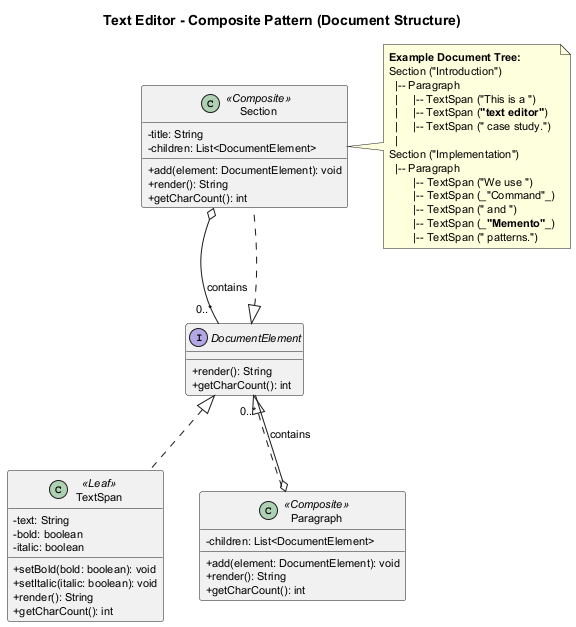 Text Editor - Composite Pattern (Document Structure)
C «Composite»
Section
-title: String
-children: List<DocumentElement>
+add(element: DocumentElement): void
+render(): String
+getCharCount(): int
Example Document Tree:
Section ("Introduction")
|-- Paragraph
|    |-- TextSpan ("This is a ")
|    |-- TextSpan ("text editor")
|    |-- TextSpan (" case study.")
|
Section ("Implementation")
|-- Paragraph
|-- TextSpan ("We use ")
|-- TextSpan (_"Command"_)
|-- TextSpan (" and ")
|-- TextSpan (_"Memento"_)
|-- TextSpan (" patterns.")
contains
0..*
I DocumentElement
+render(): String
+getCharCount(): int
0..*
contains
C «Leaf»
TextSpan
-text: String
-bold: boolean
-italic: boolean
+setBold(bold: boolean): void
+setItalic(italic: boolean): void
+render(): String
+getCharCount(): int
C «Composite»
Paragraph
-children: List<DocumentElement>
+add(element: DocumentElement): void
+render(): String
+getCharCount(): int